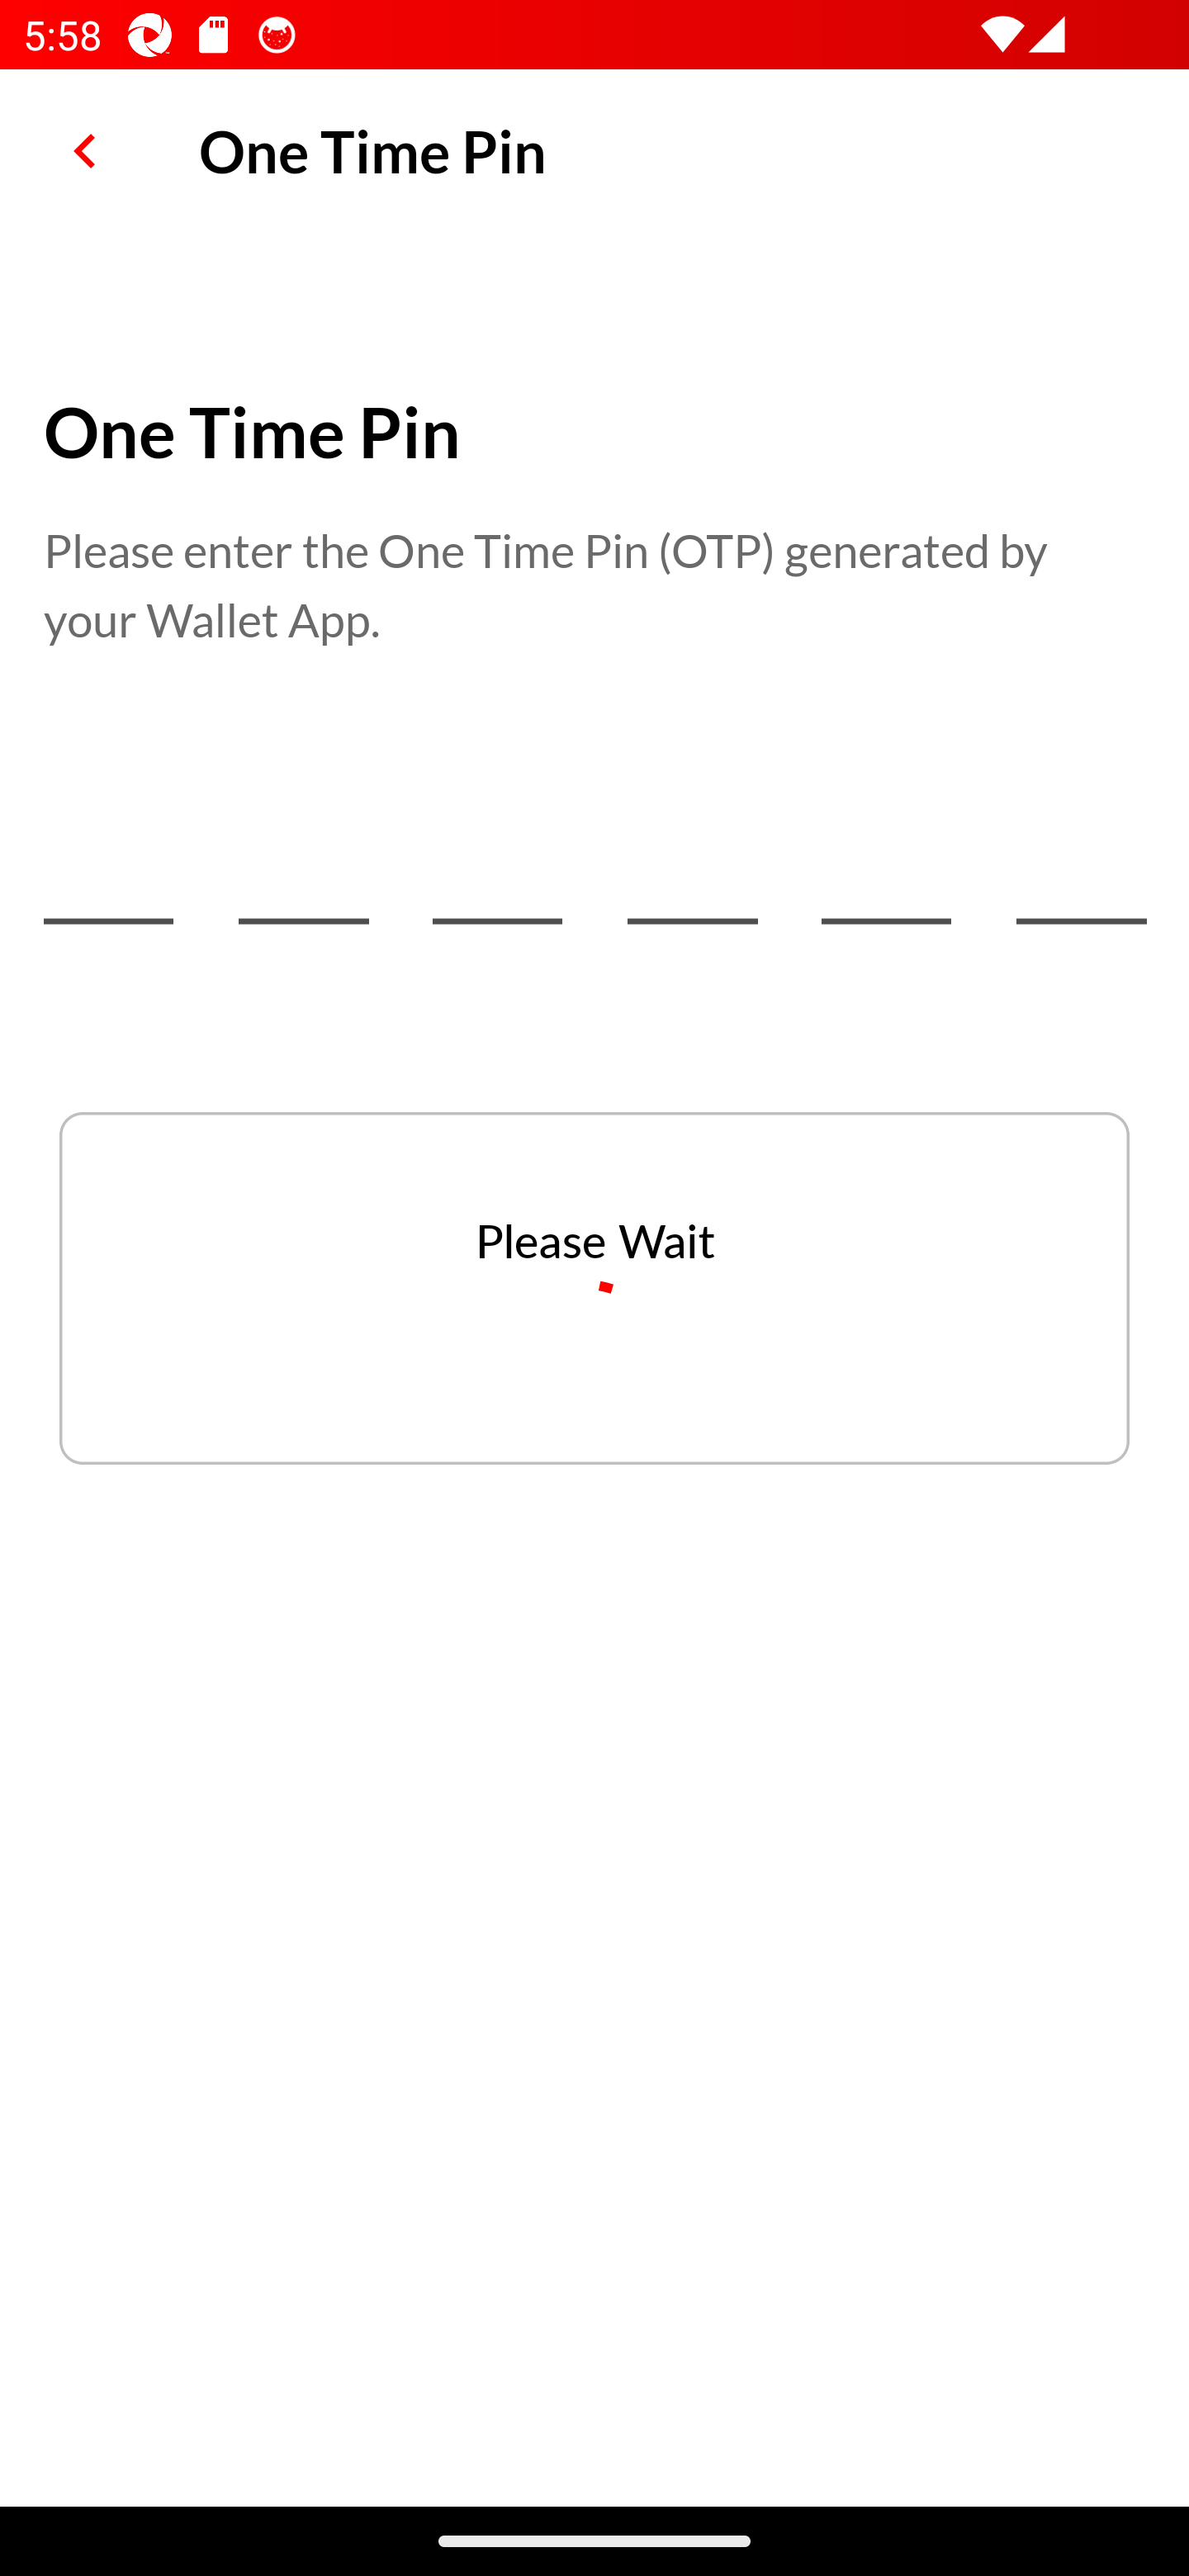 5:58
One Time Pin
One Time Pin
Please enter the One Time Pin (OTP) generated by
your Wallet App.
Please Wait